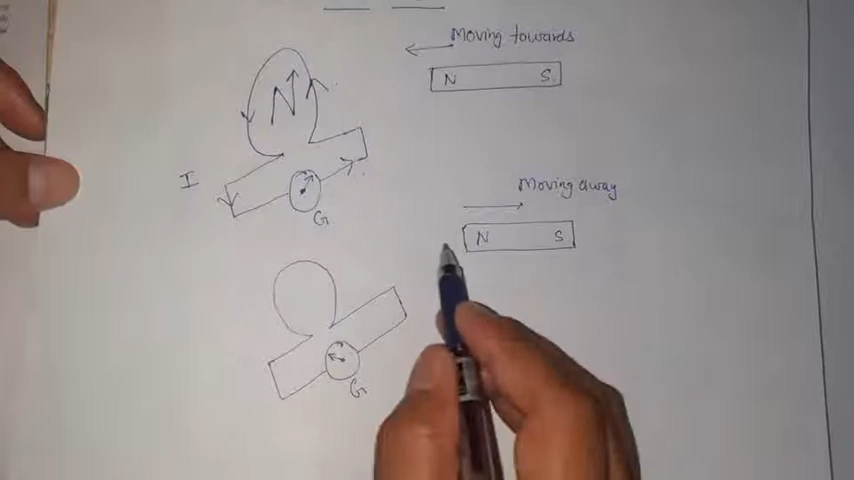 Moving towards
N S
N
I
G
Moving away
N S
G